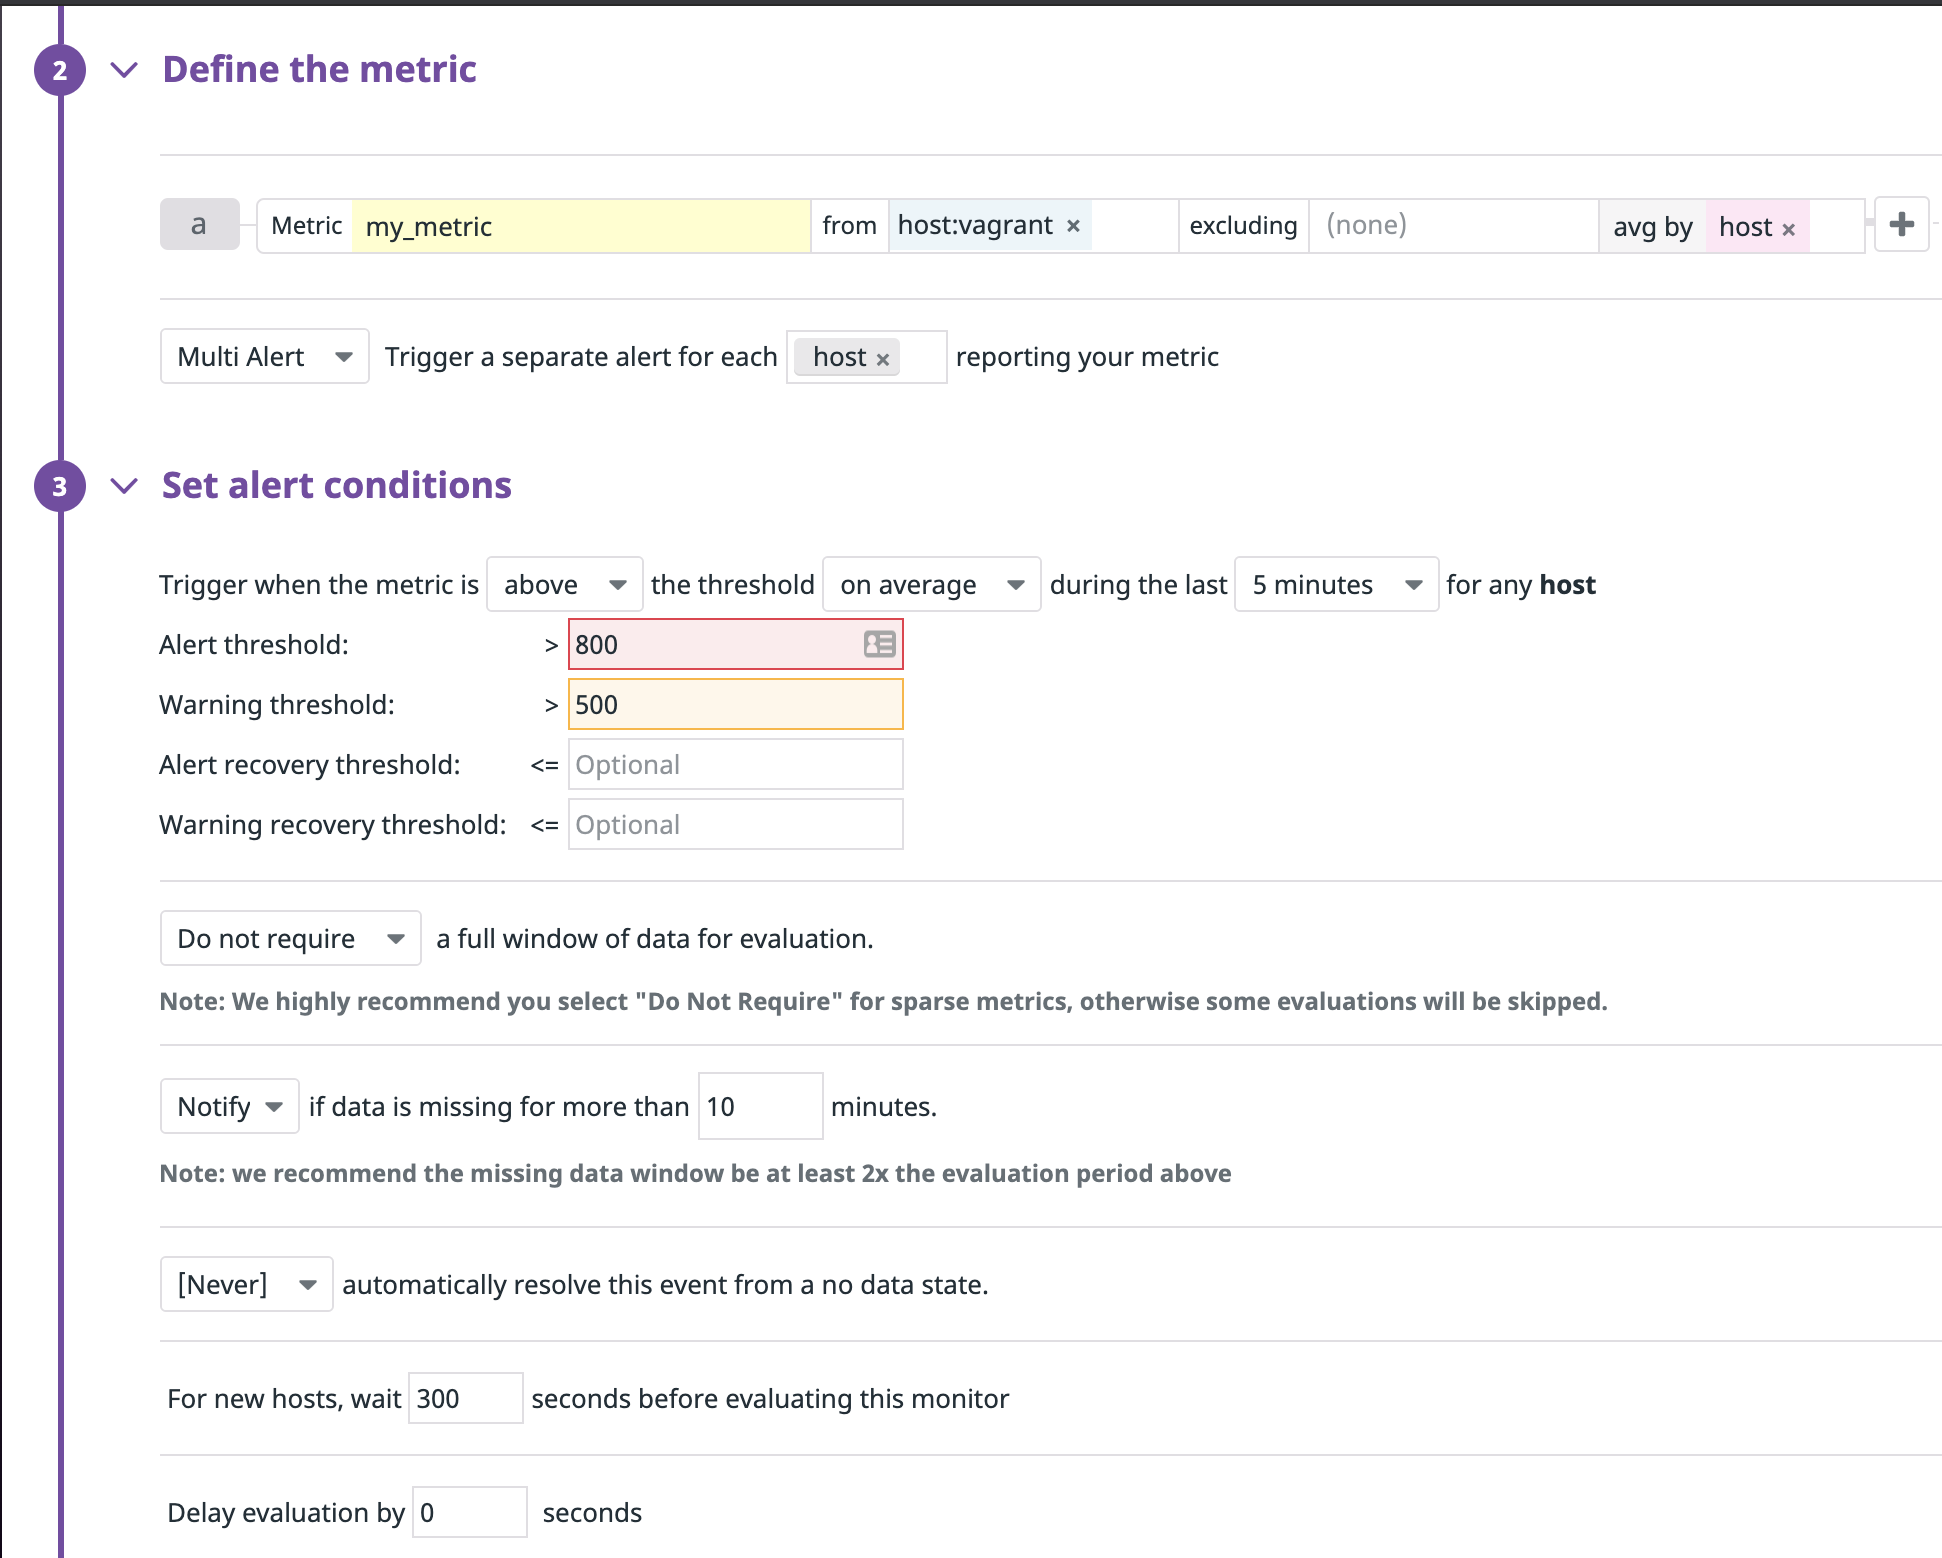 2 Define the metric
a Metric my_metric from host:vagrant × excluding (none) avg by host × +
Multi Alert Trigger a separate alert for each host × reporting your metric
3 Set alert conditions
Trigger when the metric is above the threshold on average during the last 5 minutes for any host
Alert threshold: > 800
Warning threshold: > 500
Alert recovery threshold: <= Optional
Warning recovery threshold: <= Optional
Do not require a full window of data for evaluation.
Note: We highly recommend you select "Do Not Require" for sparse metrics, otherwise some evaluations will be skipped.
Notify if data is missing for more than 10 minutes.
Note: we recommend the missing data window be at least 2x the evaluation period above
[Never] automatically resolve this event from a no data state.
For new hosts, wait 300 seconds before evaluating this monitor
Delay evaluation by 0 seconds